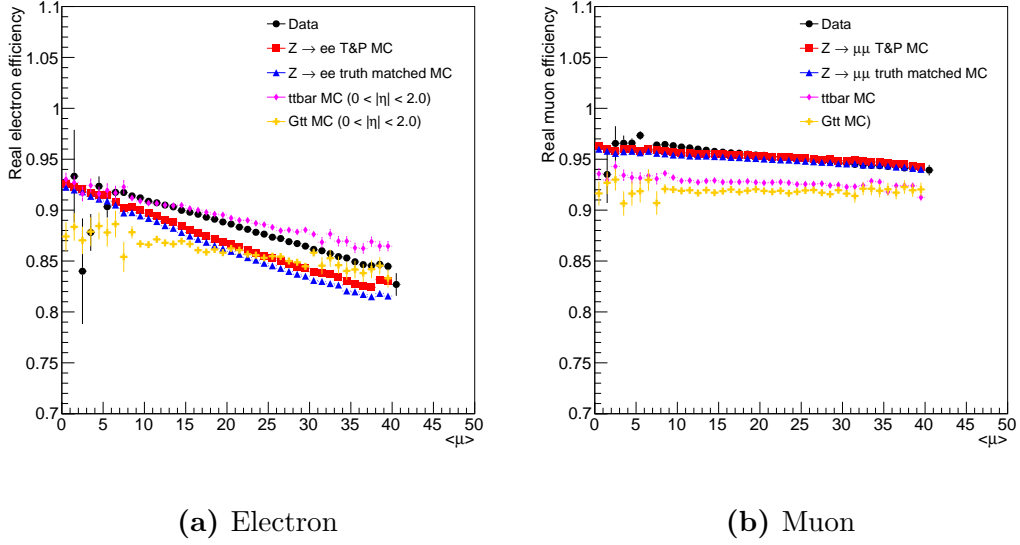 Real electron efficiency
1.1
1.05
1
0.95
0.9
0.85
0.8
0.75
0.7
Data
Z → ee T&P MC
Z → ee truth matched MC
ttbar MC (0 < |η| < 2.0)
Gtt MC (0 < |η| < 2.0)
0 5 10 15 20 25 30 35 40 45 50
<μ>
(a) Electron
Real muon efficiency
1.1
1.05
1
0.95
0.9
0.85
0.8
0.75
0.7
Data
Z → μμ T&P MC
Z → μμ truth matched MC
ttbar MC
Gtt MC)
0 5 10 15 20 25 30 35 40 45 50
<μ>
(b) Muon